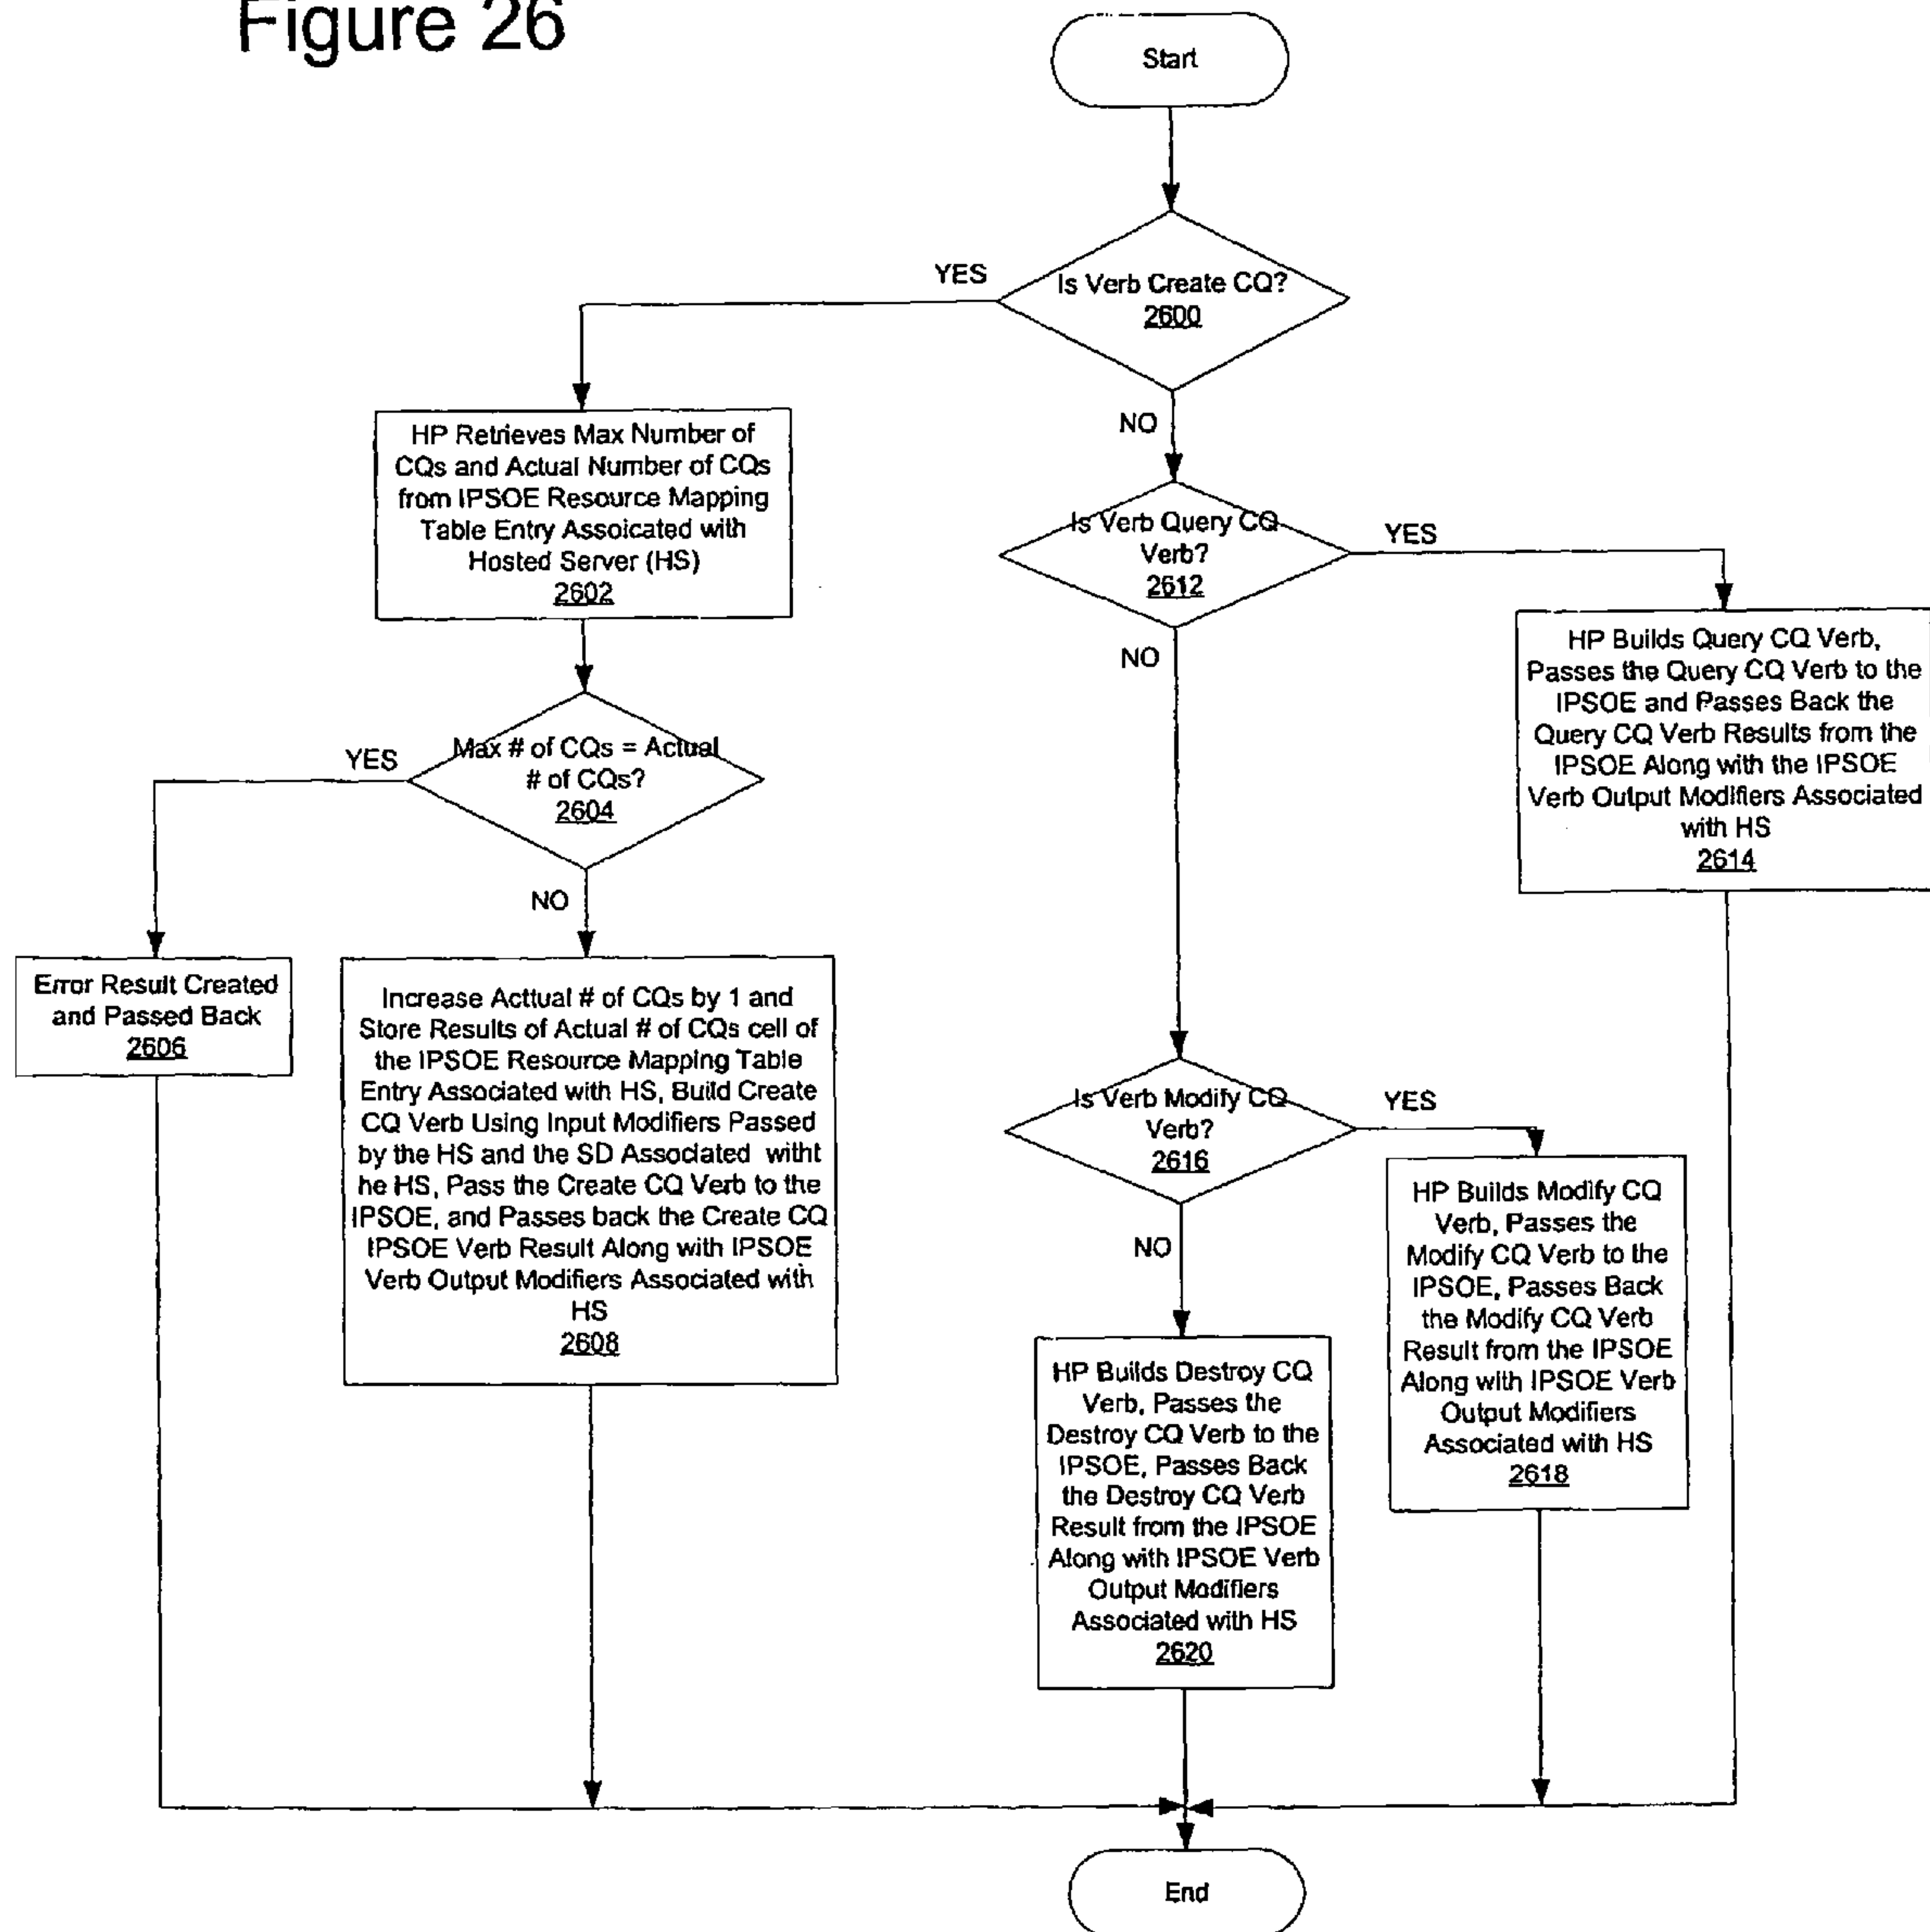 Figure 26
Start
Is Verb Create CQ?
2600
YES
NO
HP Retrieves Max Number of
CQs and Actual Number of CQs
from IPSOE Resource Mapping
Table Entry Assoicated with
Hosted Server (HS)
2602
Is Verb Query CQ
Verb?
2612
YES
NO
HP Builds Query CQ Verb,
Passes the Query CQ Verb to the
IPSOE and Passes Back the
Query CQ Verb Results from the
IPSOE Along with the IPSOE
Verb Output Modifiers Associated
with HS
2614
Max # of CQs = Actual
# of CQs?
2604
YES
NO
Error Result Created
and Passed Back
2606
Increase Acttual # of CQs by 1 and
Store Results of Actual # of CQs cell of
the IPSOE Resource Mapping Table
Entry Associated with HS, Build Create
CQ Verb Using Input Modifiers Passed
by the HS and the SD Associated witht
he HS, Pass the Create CQ Verb to the
IPSOE, and Passes back the Create CQ
IPSOE Verb Result Along with IPSOE
Verb Output Modifiers Associated with
HS
2608
Is Verb Modify CQ
Verb?
2616
YES
NO
HP Builds Modify CQ
Verb, Passes the
Modify CQ Verb to the
IPSOE, Passes Back
the Modify CQ Verb
Result from the IPSOE
Along with IPSOE Verb
Output Modifiers
Associated with HS
2618
HP Builds Destroy CQ
Verb, Passes the
Destroy CQ Verb to the
IPSOE, Passes Back
the Destroy CQ Verb
Result from the IPSOE
Along with IPSOE Verb
Output Modifiers
Associated with HS
2620
End